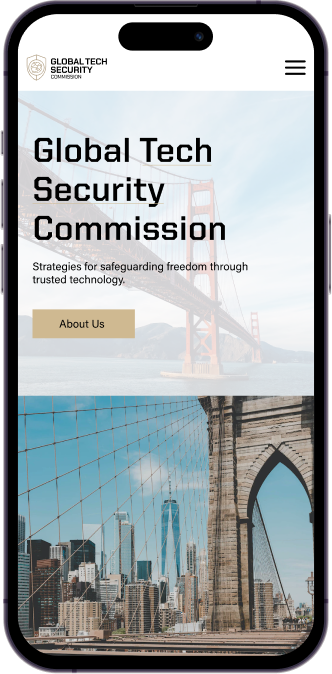 GLOBAL TECH
SECURITY
COMMISSION
Global Tech
Security
Commission
Strategies for safeguarding freedom through
trusted technology.
About Us